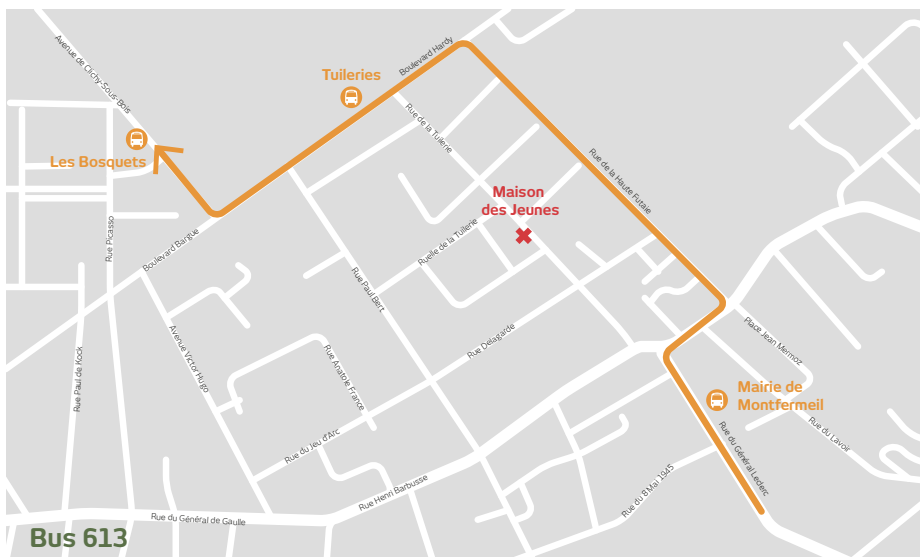 Avenue de Clichy-Sous-Bois
Boulevard Hardy
Tuileries
Rue de la Tuilerie
Les Bosquets
Rue de la Haute Futaie
Maison
des Jeunes
Rue Picasso
Boulevard Bargue
Ruelle de la Tuilerie
Rue Paul Bert
Place Jean Mermoz
Rue Delagarde
Avenue Victor Hugo
Rue Paul de Kock
Rue Anatole France
Mairie de
Montfermeil
Rue du Lavoir
Rue du Général Leclerc
Rue du Jeu d'Arc
Rue du 8 Mai 1945
Rue Henri Barbusse
Rue du Général de Gaulle
Bus 613